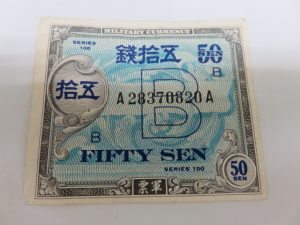 MILITARY CURRENCY
SERIES 100
錢拾五
50
SEN
B
拾五
A28370620A
B
B
FIFTY SEN
SERIES 100
50
SEN
票軍